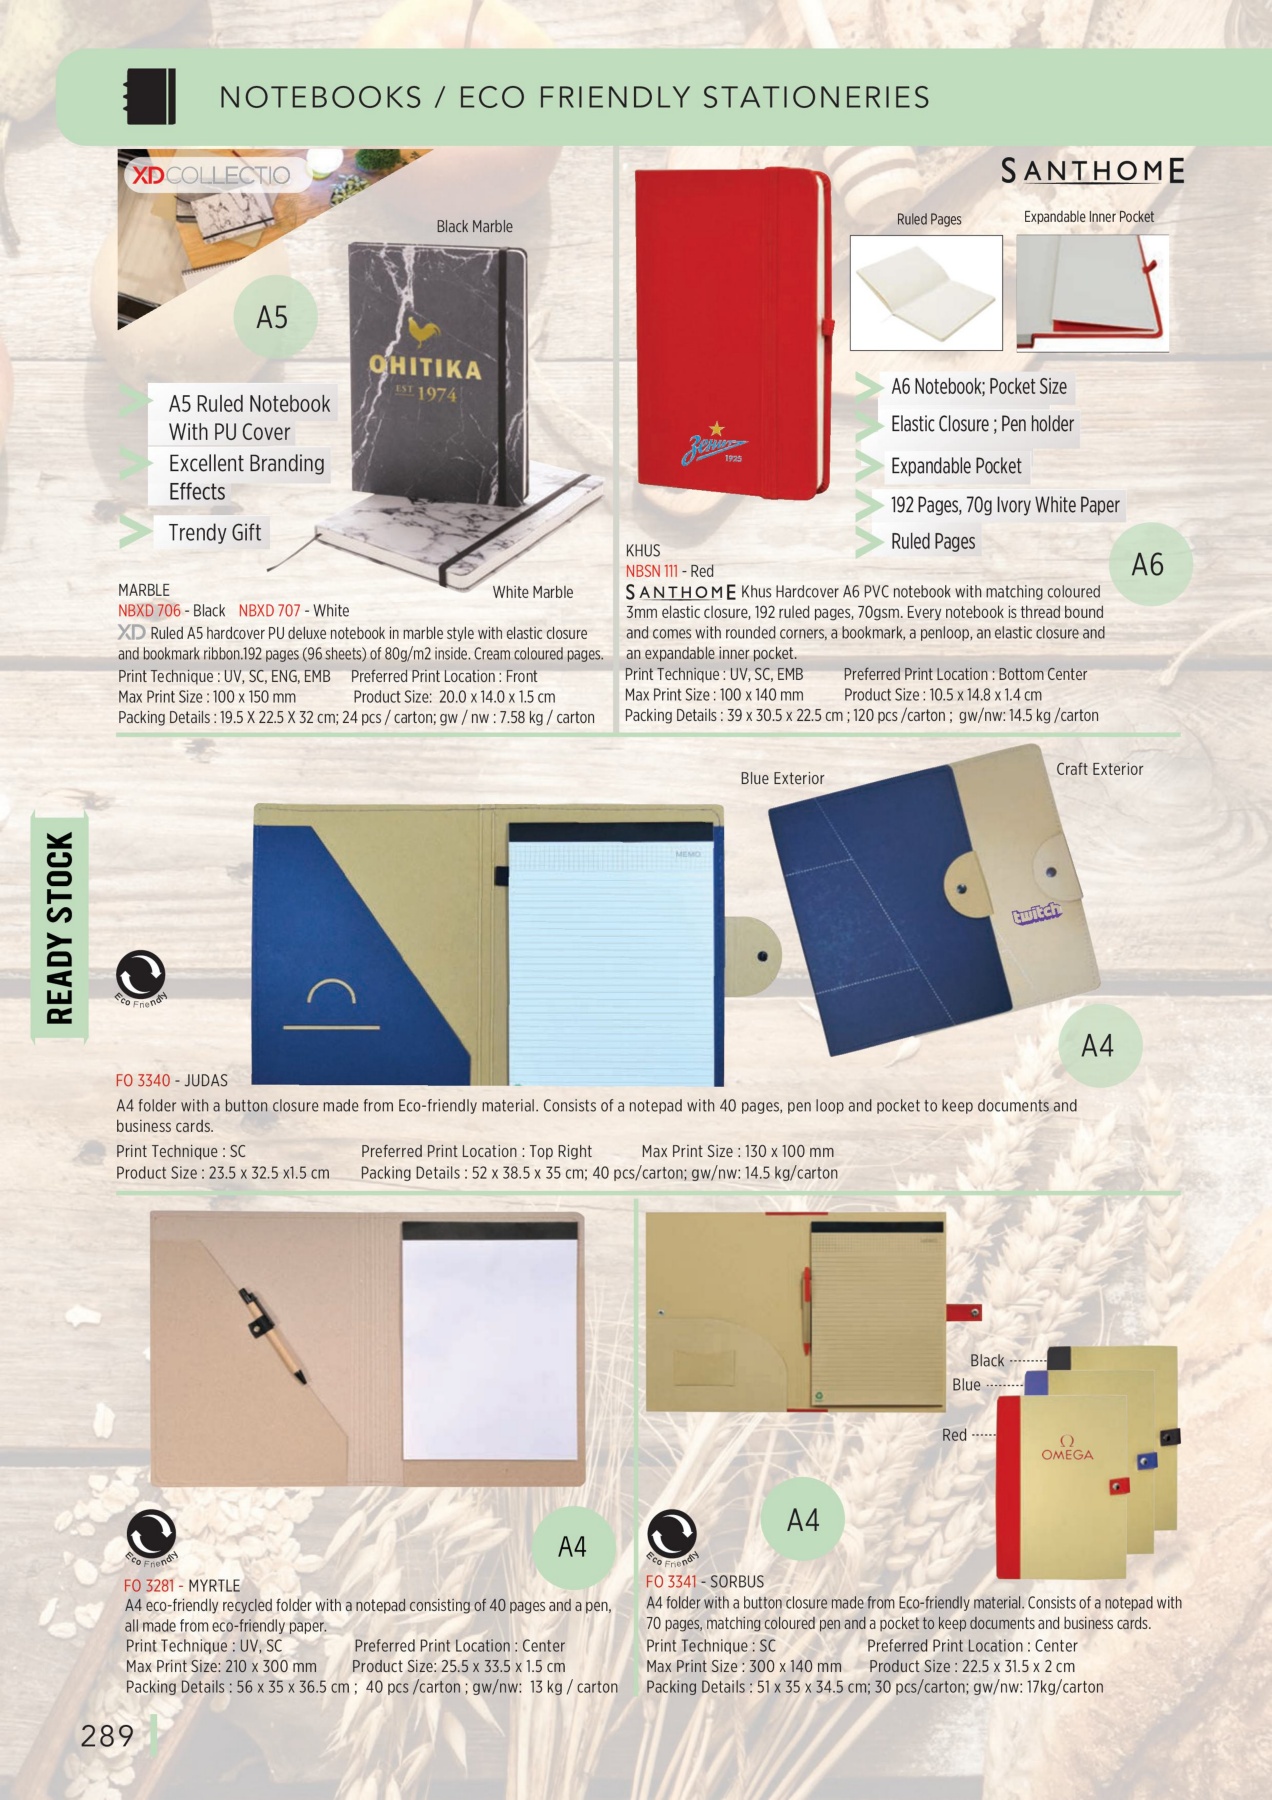 NOTEBOOKS / ECO FRIENDLY STATIONERIES
XD COLLECTIO
Black Marble
A5
OHITIKA
EST 1974
A5 Ruled Notebook
With PU Cover
Excellent Branding
Effects
Trendy Gift
White Marble
MARBLE
NBXD 706 - Black NBXD 707 - White
XD Ruled A5 hardcover PU deluxe notebook in marble style with elastic closure
and bookmark ribbon.192 pages (96 sheets) of 80g/m2 inside. Cream coloured pages.
Print Technique : UV, SC, ENG, EMB Preferred Print Location : Front
Max Print Size : 100 x 150 mm Product Size: 20.0 x 14.0 x 1.5 cm
Packing Details : 19.5 X 22.5 X 32 cm; 24 pcs / carton; gw / nw : 7.58 kg / carton
SANTHOME
Ruled Pages
Expandable Inner Pocket
Зенит
1925
A6 Notebook; Pocket Size
Elastic Closure ; Pen holder
Expandable Pocket
192 Pages, 70g Ivory White Paper
Ruled Pages
A6
KHUS
NBSN 111 - Red
SANTHOME Khus Hardcover A6 PVC notebook with matching coloured
3mm elastic closure, 192 ruled pages, 70gsm. Every notebook is thread bound
and comes with rounded corners, a bookmark, a penloop, an elastic closure and
an expandable inner pocket.
Print Technique : UV, SC, EMB Preferred Print Location : Bottom Center
Max Print Size : 100 x 140 mm Product Size : 10.5 x 14.8 x 1.4 cm
Packing Details : 39 x 30.5 x 22.5 cm ; 120 pcs /carton ; gw/nw: 14.5 kg /carton
READY STOCK
Blue Exterior
Craft Exterior
MEMO
twitch
Eco Friendly
A4
FO 3340 - JUDAS
A4 folder with a button closure made from Eco-friendly material. Consists of a notepad with 40 pages, pen loop and pocket to keep documents and
business cards.
Print Technique : SC Preferred Print Location : Top Right Max Print Size : 130 x 100 mm
Product Size : 23.5 x 32.5 x1.5 cm Packing Details : 52 x 38.5 x 35 cm; 40 pcs/carton; gw/nw: 14.5 kg/carton
Eco Friendly
A4
FO 3281 - MYRTLE
A4 eco-friendly recycled folder with a notepad consisting of 40 pages and a pen,
all made from eco-friendly paper.
Print Technique : UV, SC Preferred Print Location : Center
Max Print Size: 210 x 300 mm Product Size: 25.5 x 33.5 x 1.5 cm
Packing Details : 56 x 35 x 36.5 cm ; 40 pcs /carton ; gw/nw: 13 kg / carton
MEMO
Black
Blue
Red
OMEGA
A4
Eco Friendly
FO 3341 - SORBUS
A4 folder with a button closure made from Eco-friendly material. Consists of a notepad with
70 pages, matching coloured pen and a pocket to keep documents and business cards.
Print Technique : SC Preferred Print Location : Center
Max Print Size : 300 x 140 mm Product Size : 22.5 x 31.5 x 2 cm
Packing Details : 51 x 35 x 34.5 cm; 30 pcs/carton; gw/nw: 17kg/carton
289